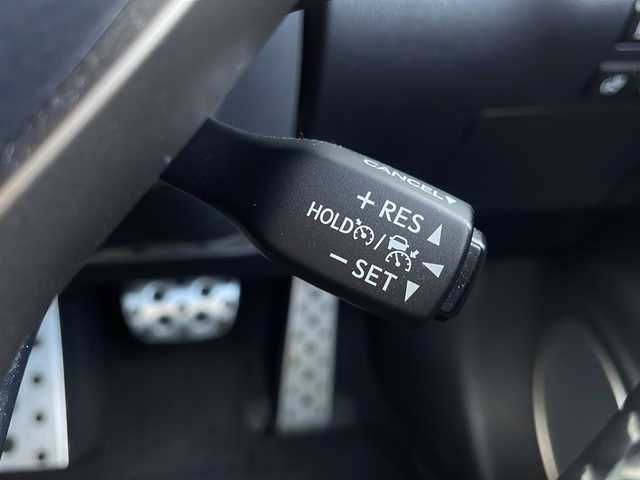 CANCEL
+ RES
HOLD /
- SET